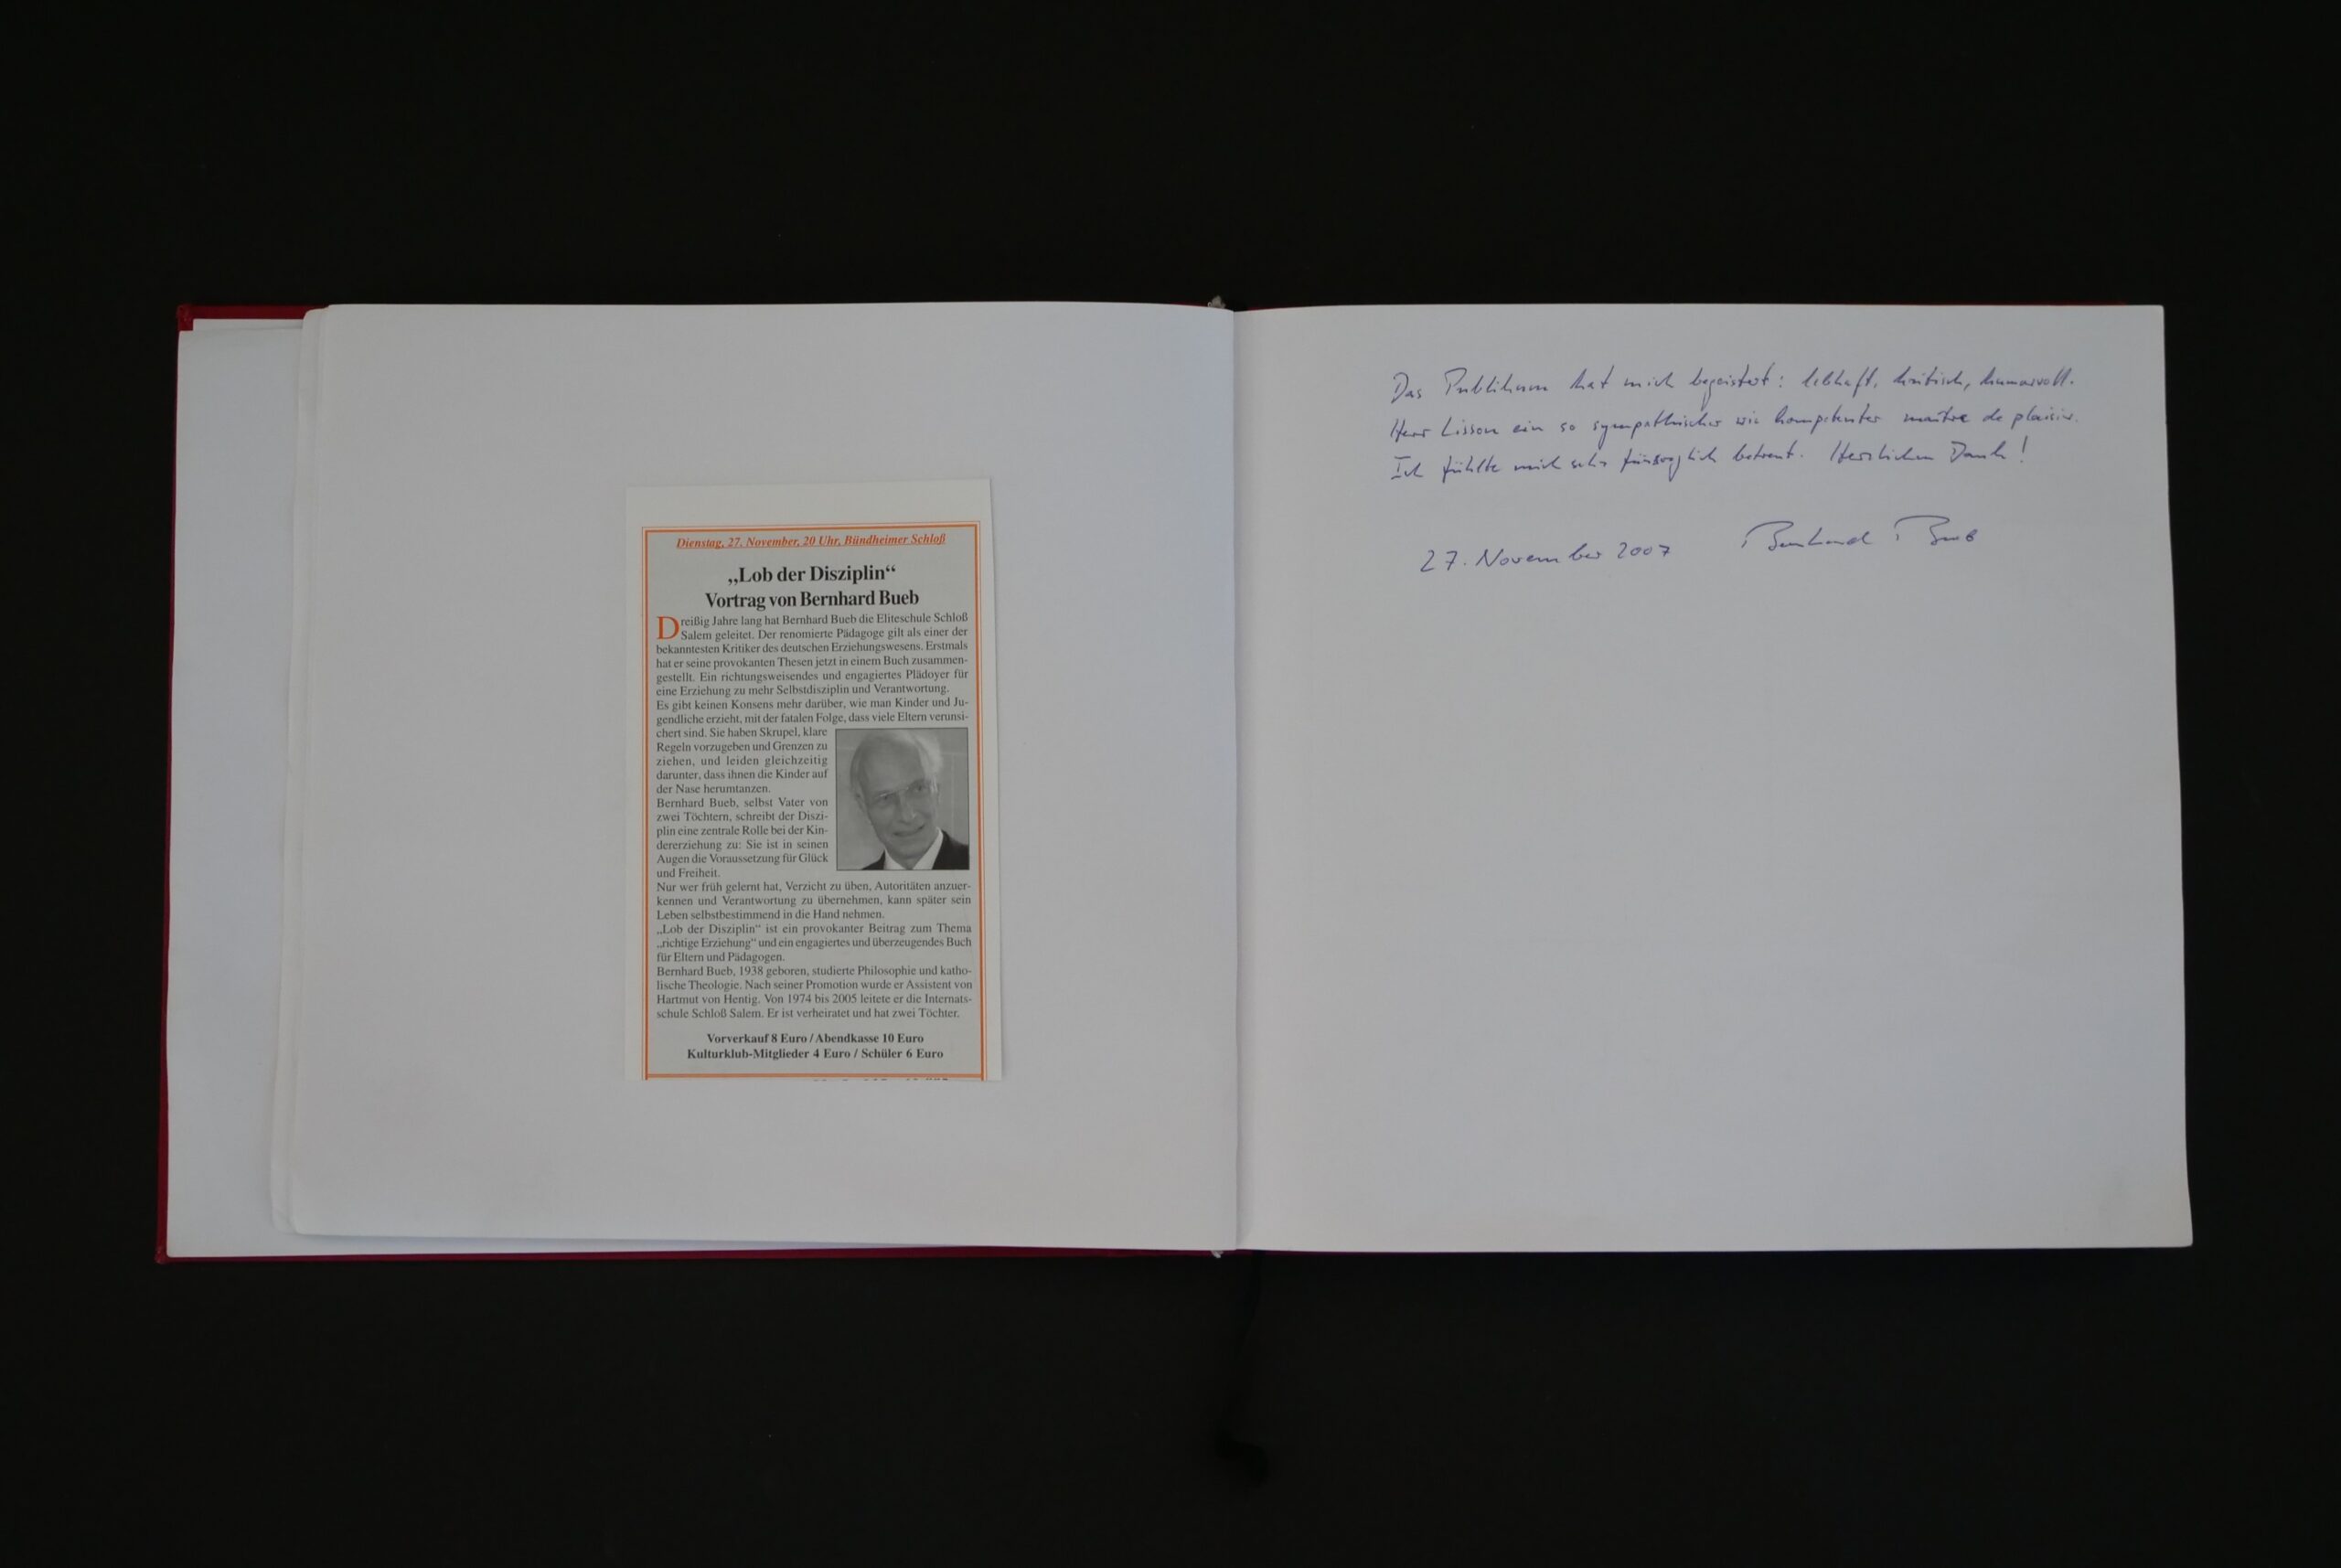 Dienstag, 27. November, 20 Uhr, Bündheimer Schloß
„Lob der Disziplin“
Vortrag von Bernhard Bueb
Dreißig Jahre lang hat Bernhard Bueb die Eliteschule Schloß
Salem geleitet. Der renomierte Pädagoge gilt als einer der
bekanntesten Kritiker des deutschen Erziehungswesens. Erstmals
hat er seine provokanten Thesen jetzt in einem Buch zusammen-
gestellt. Ein richtungsweisendes und engagiertes Plädoyer für
eine Erziehung zu mehr Selbstdisziplin und Verantwortung.
Es gibt keinen Konsens mehr darüber, wie man Kinder und Ju-
gendliche erzieht, mit der fatalen Folge, dass viele Eltern verunsi-
chert sind. Sie haben Skrupel, klare
Regeln vorzugeben und Grenzen zu
ziehen, und leiden gleichzeitig
darunter, dass ihnen die Kinder auf
der Nase herumtanzen.
Bernhard Bueb, selbst Vater von
zwei Töchtern, schreibt der Diszi-
plin eine zentrale Rolle bei der Kin-
dererziehung zu: Sie ist in seinen
Augen die Voraussetzung für Glück
und Freiheit.
Nur wer früh gelernt hat, Verzicht zu üben, Autoritäten anzuer-
kennen und Verantwortung zu übernehmen, kann später sein
Leben selbstbestimmend in die Hand nehmen.
„Lob der Disziplin“ ist ein provokanter Beitrag zum Thema
„richtige Erziehung“ und ein engagiertes und überzeugendes Buch
für Eltern und Pädagogen.
Bernhard Bueb, 1938 geboren, studierte Philosophie und katho-
lische Theologie. Nach seiner Promotion wurde er Assistent von
Hartmut von Hentig. Von 1974 bis 2005 leitete er die Internats-
schule Schloß Salem. Er ist verheiratet und hat zwei Töchter.
Vorverkauf 8 Euro / Abendkasse 10 Euro
Kulturklub-Mitglieder 4 Euro / Schüler 6 Euro
Das Publikum hat mich begeistert: lebhaft, kritisch, humorvoll.
Herr Lisson ein so sympathischer wie kompetenter maître de plaisir.
Ich fühlte mich sehr fürsorglich betreut. Herzlichen Dank!
27. November 2007 Bernhard Bueb